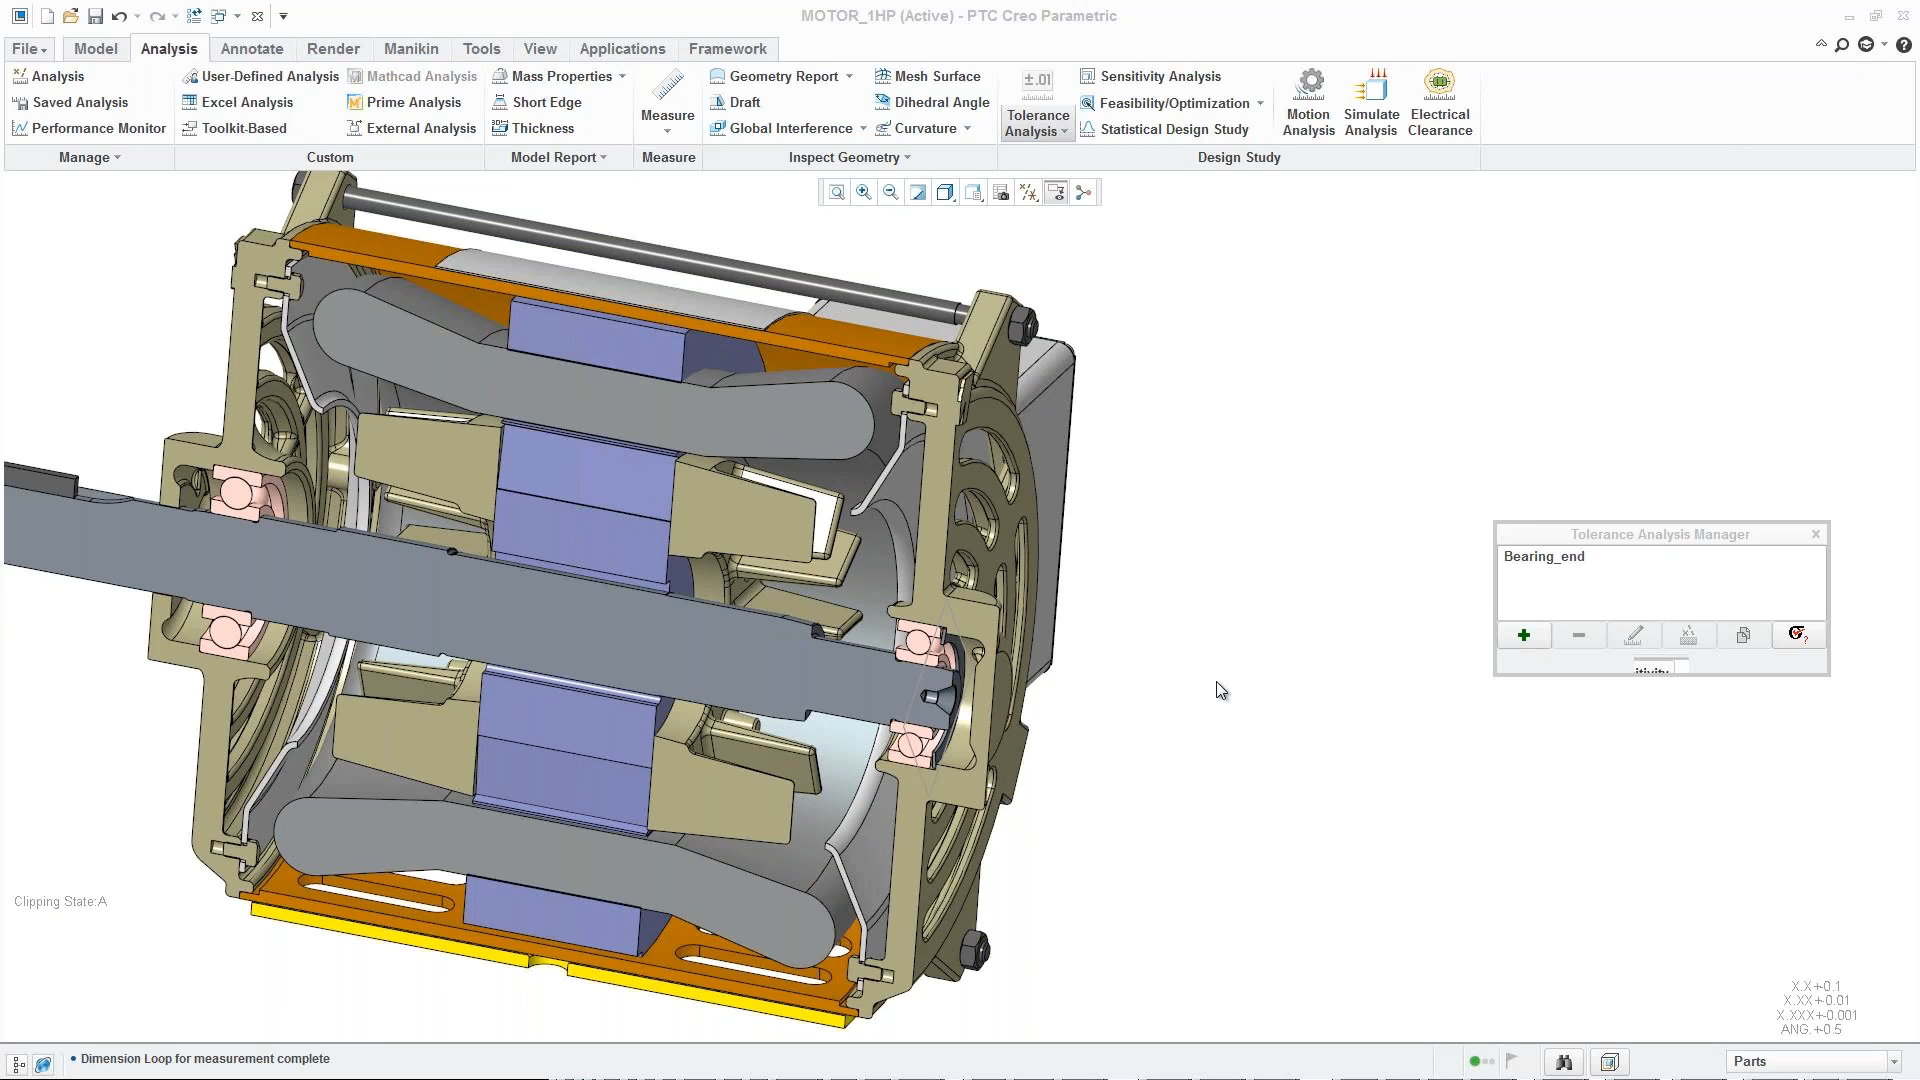 MOTOR_1HP (Active) - PTC Creo Parametric
File Model Analysis Annotate Render Manikin Tools View Applications Framework
Analysis
Saved Analysis
Performance Monitor
Manage
User-Defined Analysis
Excel Analysis
Toolkit-Based
Mathcad Analysis
Prime Analysis
External Analysis
Custom
Mass Properties
Short Edge
Thickness
Model Report
Measure
Measure
Geometry Report
Draft
Global Interference
Mesh Surface
Dihedral Angle
Curvature
Inspect Geometry
±.01
Tolerance
Analysis
Sensitivity Analysis
Feasibility/Optimization
Statistical Design Study
Motion
Analysis
Simulate
Analysis
Electrical
Clearance
Design Study
Tolerance Analysis Manager
Bearing_end
Clipping State:A
X.X+-0.1
X.XX+-0.01
X.XXX+-0.001
ANG.+-0.5
• Dimension Loop for measurement complete
Parts